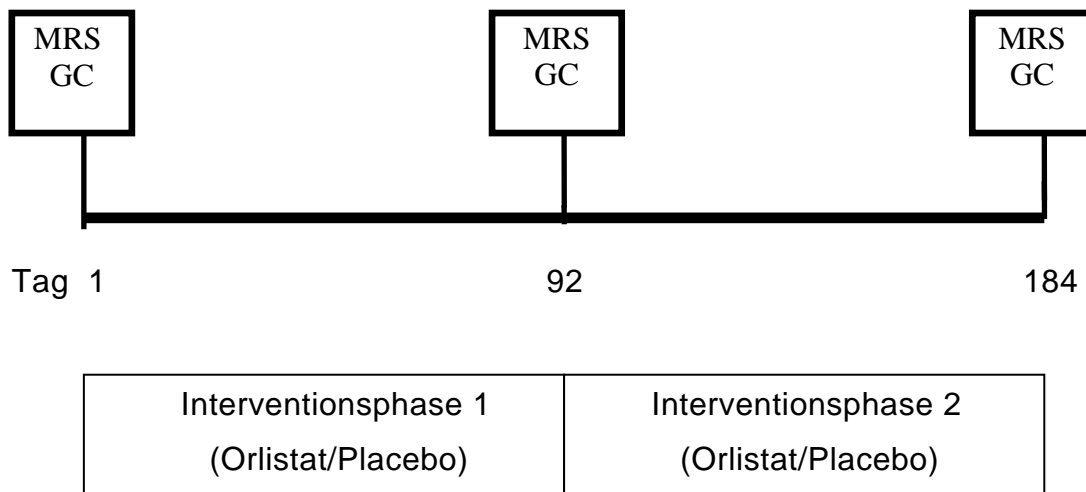 MRS
GC
MRS
GC
MRS
GC
Tag 1
92
184
Interventionsphase 1
(Orlistat/Placebo)
Interventionsphase 2
(Orlistat/Placebo)